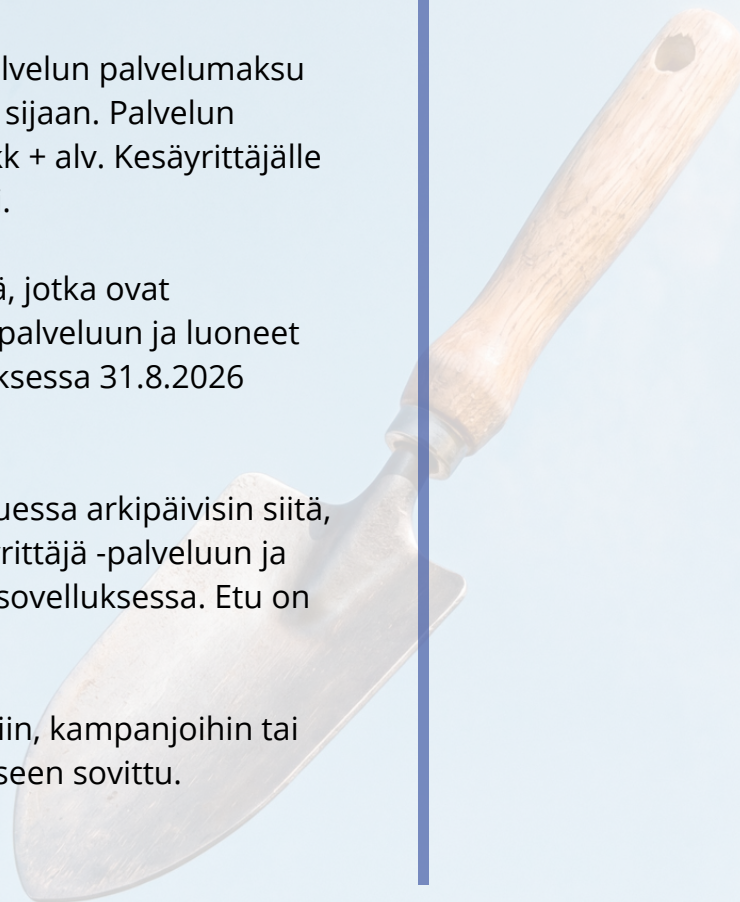 lvelun palvelumaksu
sijaan. Palvelun
k + alv. Kesäyrittäjälle
.
ä, jotka ovat
palveluun ja luoneet
ksessa 31.8.2026
uessa arkipäivisin siitä,
rittäjä -palveluun ja
sovelluksessa. Etu on
iin, kampanjoihin tai
seen sovittu.